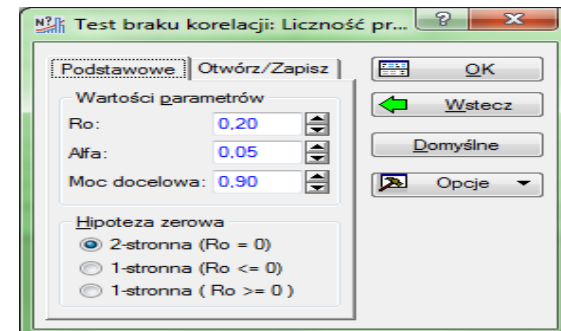 Test braku korelacji: Liczność pr...
Podstawowe Otwórz/Zapisz
Wartości parametrów
Ro: 0,20
Alfa: 0,05
Moc docelowa: 0,90
Hipoteza zerowa
2-stronna (Ro = 0)
1-stronna (Ro <= 0)
1-stronna ( Ro >= 0 )
OK
Wstecz
Domyślne
Opcje